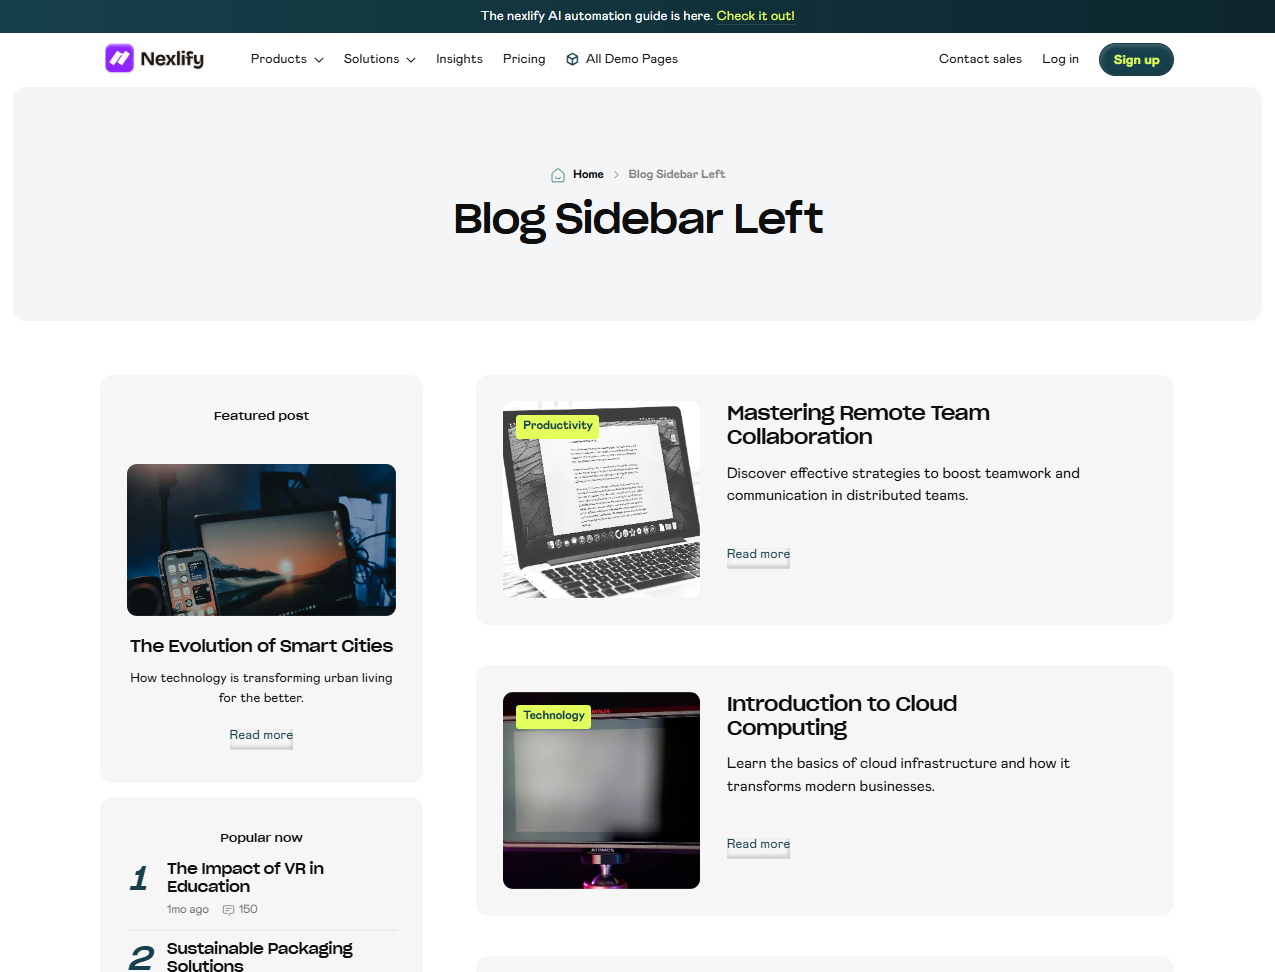 The nexlify AI automation guide is here. Check it out!
Nexlify
Products
Solutions
Insights
Pricing
All Demo Pages
Contact sales
Log in
Sign up
Home
Blog Sidebar Left
Blog Sidebar Left
Featured post
The Evolution of Smart Cities
How technology is transforming urban living
for the better.
Read more
Popular now
1
The Impact of VR in
Education
1mo ago
150
2
Sustainable Packaging
Solutions
Productivity
Mastering Remote Team
Collaboration
Discover effective strategies to boost teamwork and
communication in distributed teams.
Read more
Technology
ATOMOS
Introduction to Cloud
Computing
Learn the basics of cloud infrastructure and how it
transforms modern businesses.
Read more